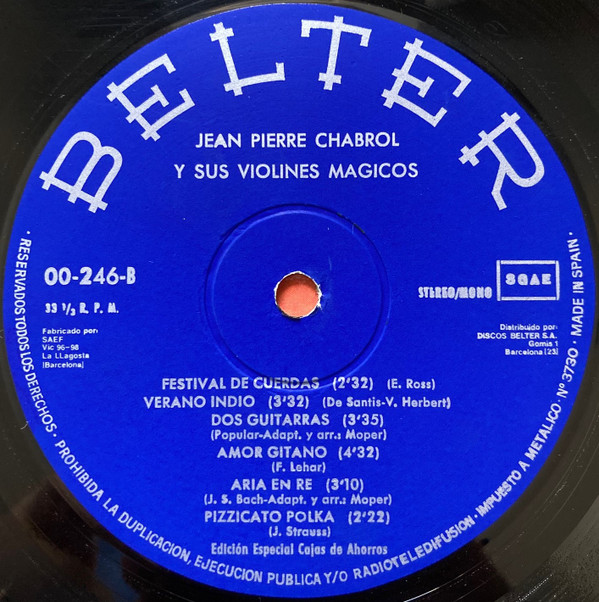 BELTER
JEAN PIERRE CHABROL
Y SUS VIOLINES MAGICOS
00-246-B
33 1/3 R. P. M.
Fabricado por:
SAEF
Vic 96-98
La LLagosta
(Barcelona)
STEREO/MONO
SGAE
Distribuido por:
DISCOS BELTER S.A.
Gomis 1
Barcelona (23)
FESTIVAL DE CUERDAS (2'32) (E. Ross)
VERANO INDIO (3'32) (De Santis-V. Herbert)
DOS GUITARRAS (3'35)
(Popular-Adapt. y arr.: Moper)
AMOR GITANO (4'32)
(F. Lehar)
ARIA EN RE (3'10)
(J. S. Bach-Adapt. y arr.: Moper)
PIZZICATO POLKA (2'22)
(J. Strauss)
Edición Especial Cajas de Ahorros
· RESERVADOS TODOS LOS DERECHOS · PROHIBIDA LA DUPLICACION, EJECUCION PUBLICA Y/O RADIOTELEDIFUSION · IMPUESTO A METALICO · Nº 3730 · MADE IN SPAIN ·